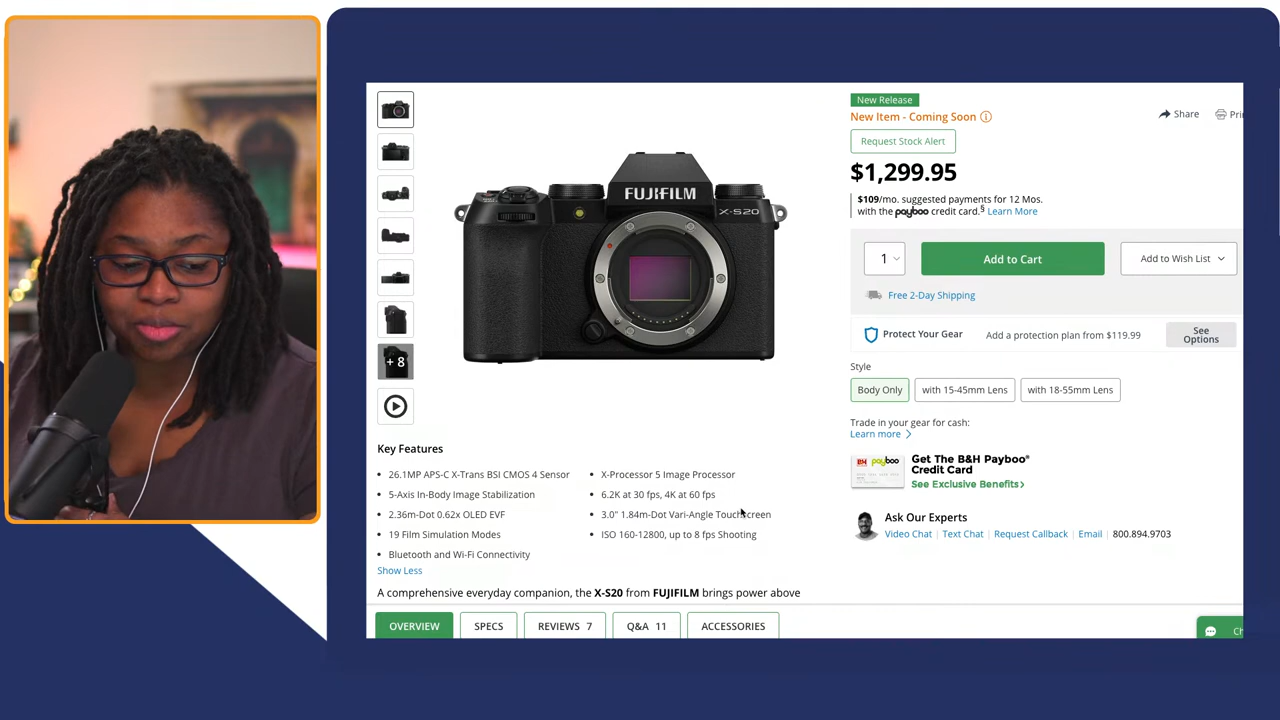 New Release
New Item - Coming Soon
Share
Request Stock Alert
$1,299.95
$109/mo. suggested payments for 12 Mos.
with the payboo credit card.§ Learn More
1
Add to Cart
Add to Wish List
Free 2-Day Shipping
Protect Your Gear
Add a protection plan from $119.99
See
Options
Style
Body Only
with 15-45mm Lens
with 18-55mm Lens
Trade in your gear for cash:
Learn more
payboo
Get The B&H Payboo®
Credit Card
See Exclusive Benefits
Ask Our Experts
Video Chat | Text Chat | Request Callback | Email | 800.894.9703
FUJIFILM
X-S20
+ 8
Key Features
26.1MP APS-C X-Trans BSI CMOS 4 Sensor
5-Axis In-Body Image Stabilization
2.36m-Dot 0.62x OLED EVF
19 Film Simulation Modes
Bluetooth and Wi-Fi Connectivity
X-Processor 5 Image Processor
6.2K at 30 fps, 4K at 60 fps
3.0" 1.84m-Dot Vari-Angle Touchscreen
ISO 160-12800, up to 8 fps Shooting
Show Less
A comprehensive everyday companion, the X-S20 from FUJIFILM brings power above
OVERVIEW
SPECS
REVIEWS 7
Q&A 11
ACCESSORIES